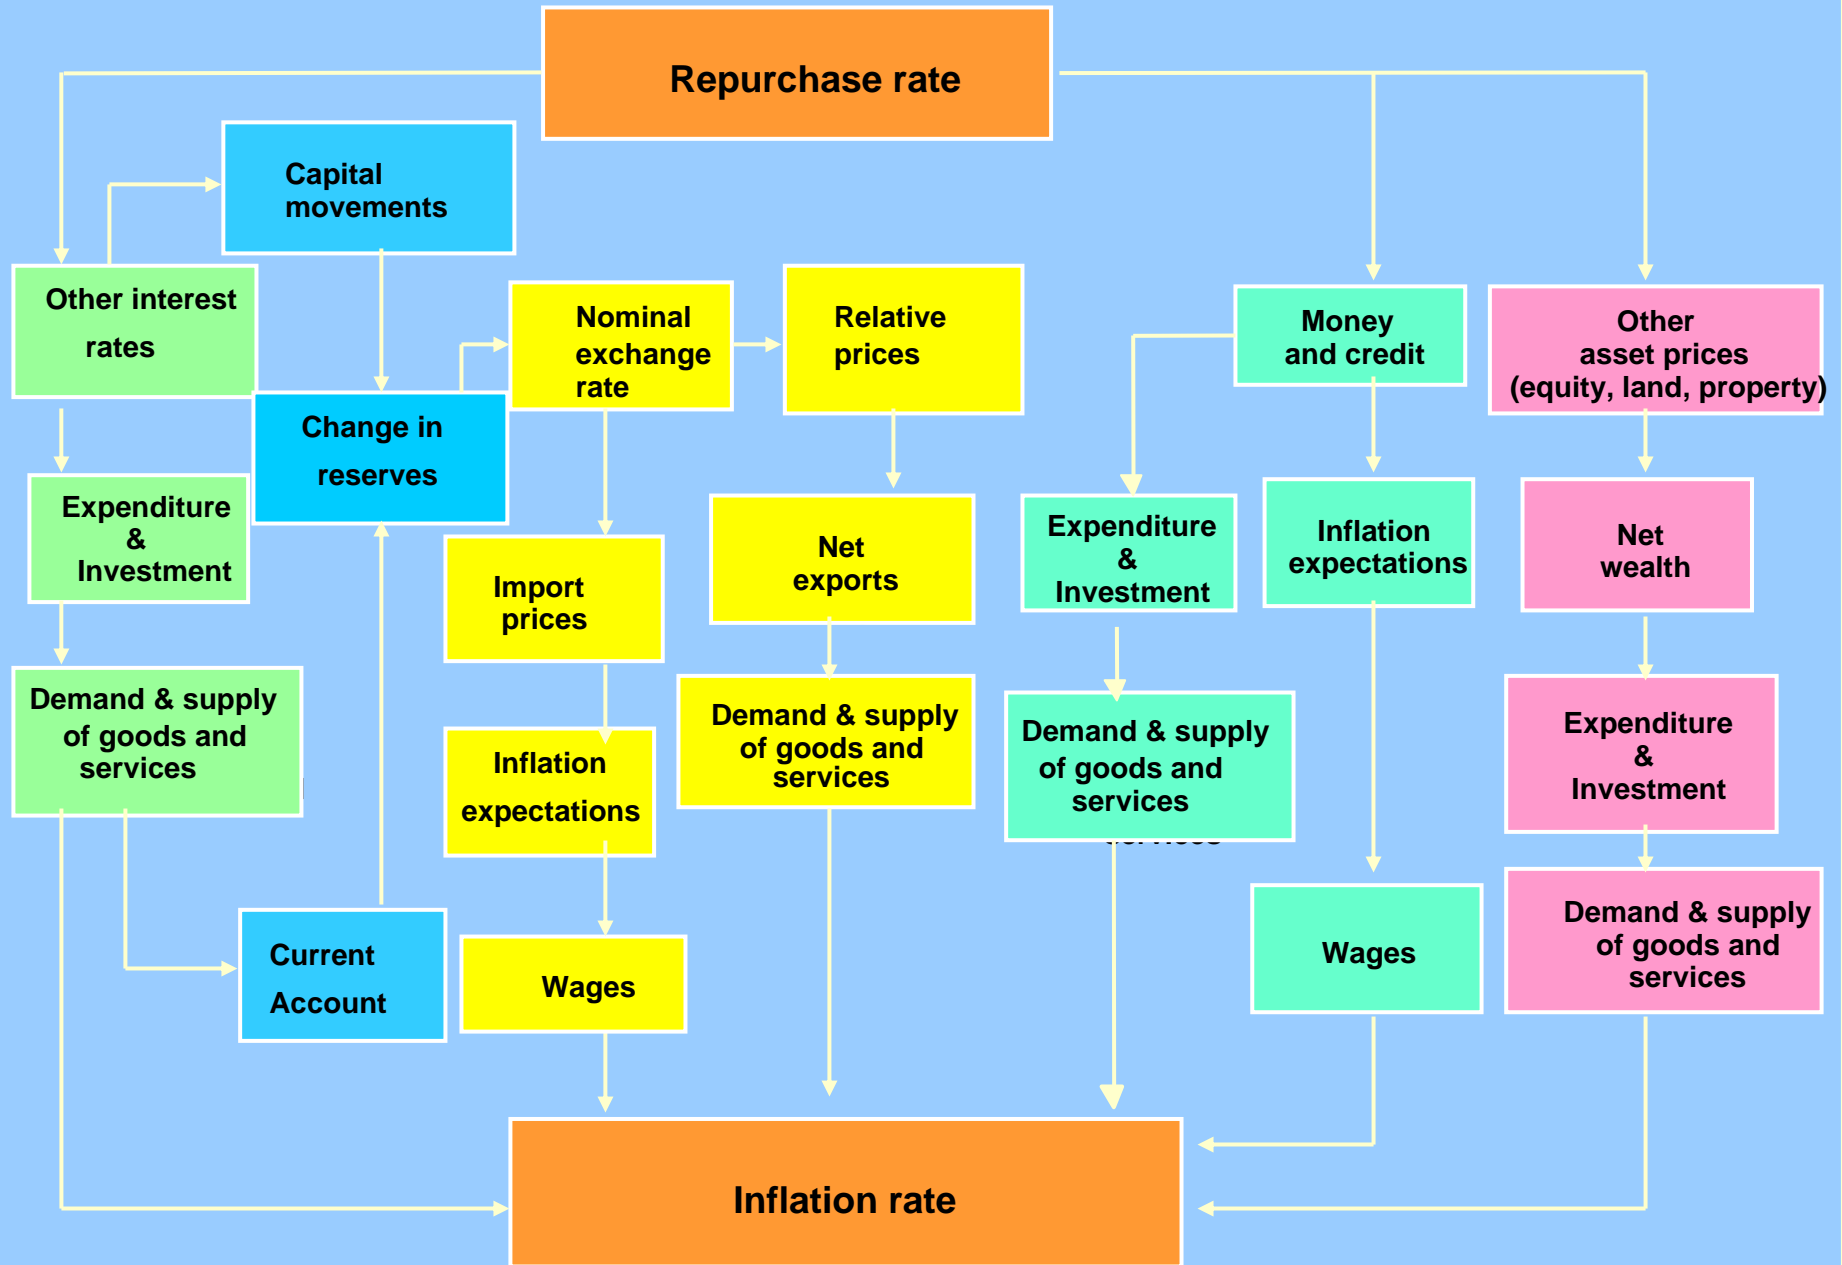 Repurchase rate
Capital
movements
Other interest
rates
Nominal
exchange
rate
Relative
prices
Money
and credit
Other
asset prices
(equity, land, property)
Change in
reserves
Expenditure
&
Investment
Import
prices
Net
exports
Expenditure
&
Investment
Inflation
expectations
Net
wealth
Demand & supply
of goods and
services
Inflation
expectations
Demand & supply
of goods and
services
Demand & supply
of goods and
services
services
Expenditure
&
Investment
Current
Account
Wages
Wages
Demand & supply
of goods and
services
Inflation rate